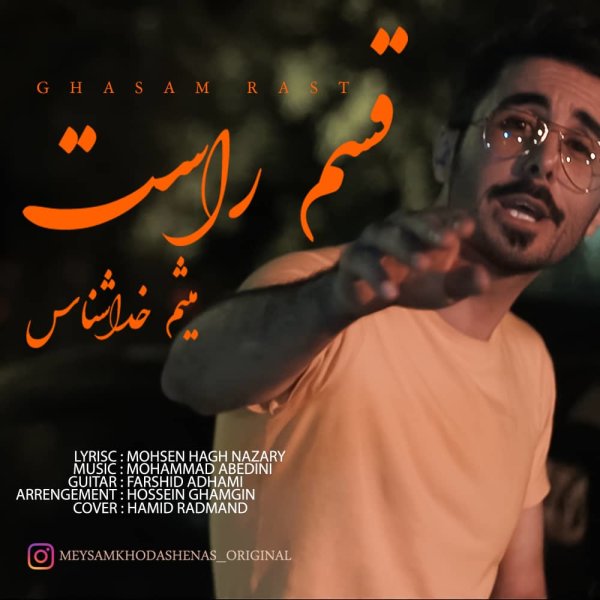 GHASAM RAST
قسم راست
میثم خداشناس
LYRISC : MOHSEN HAGH NAZARY
MUSIC : MOHAMMAD ABEDINI
GUITAR : FARSHID ADHAMI
ARRENGEMENT : HOSSEIN GHAMGIN
COVER : HAMID RADMAND
MEYSAMKHODASHENAS_ORIGINAL